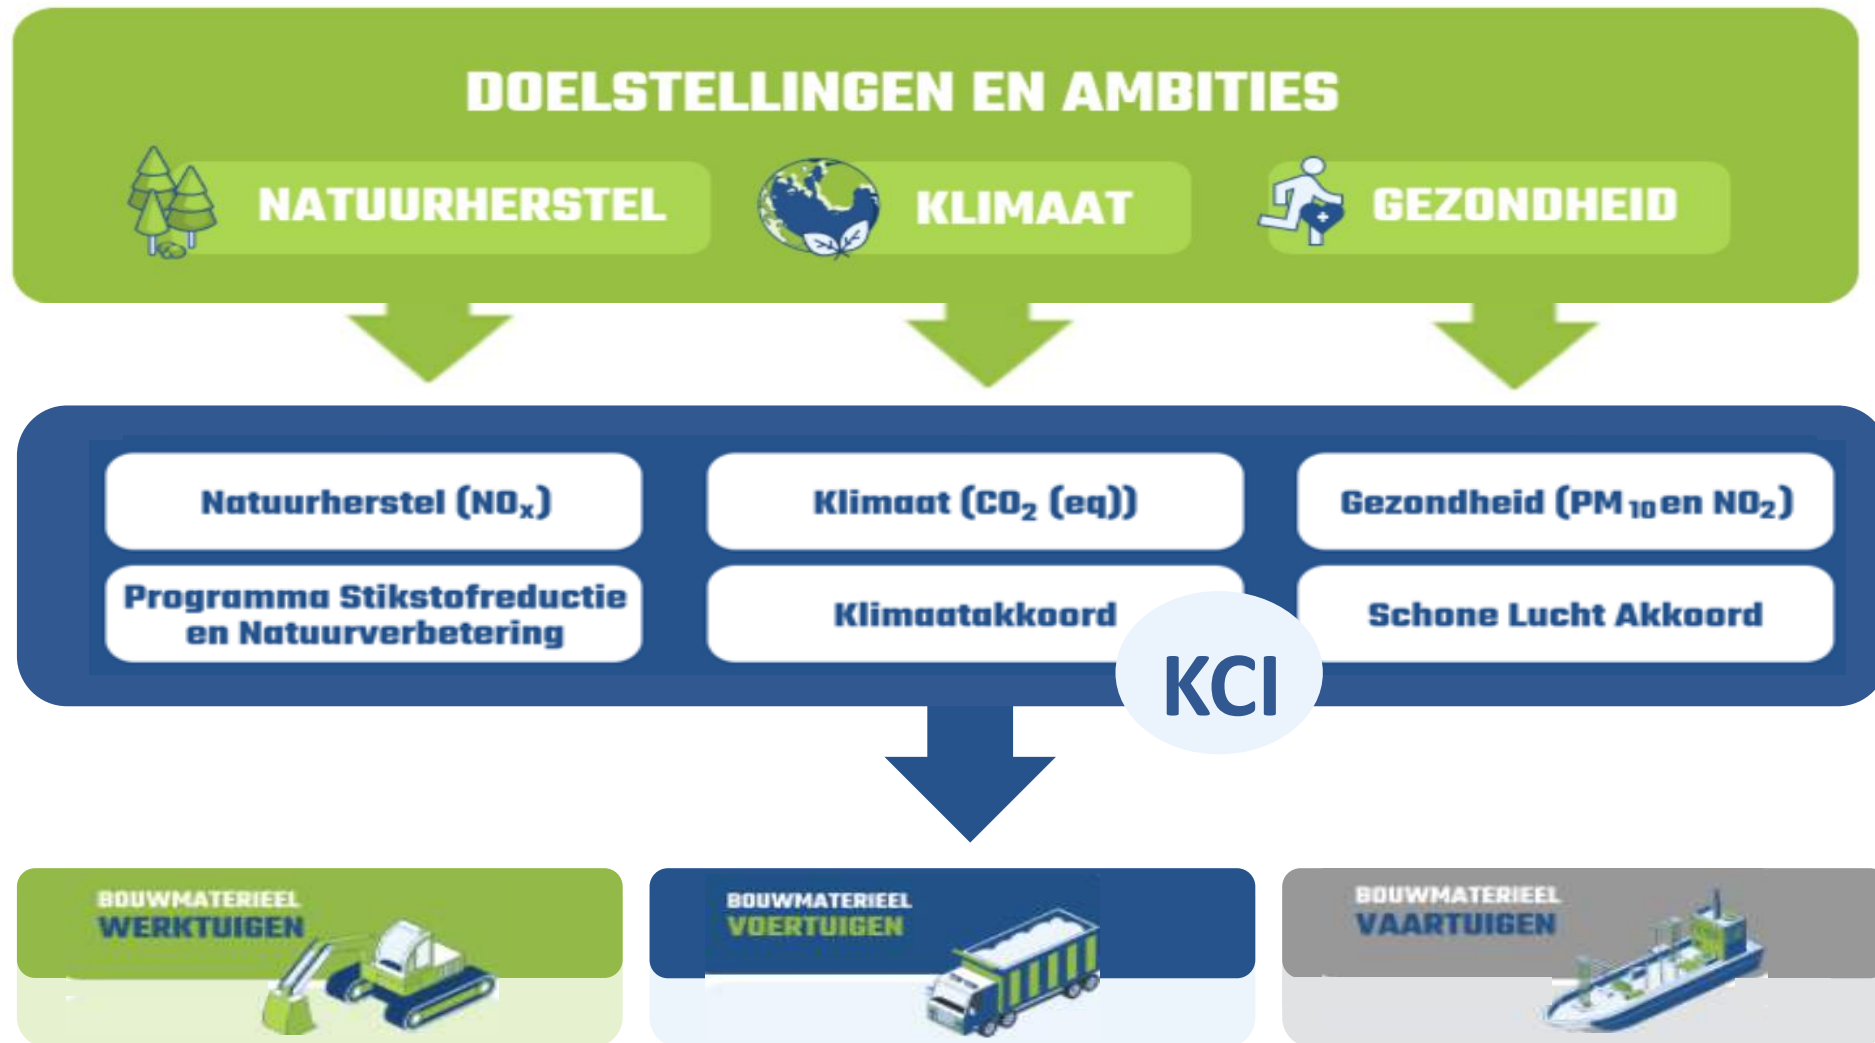 DOELSTELLINGEN EN AMBITIES
NATUURHERSTEL
KLIMAAT
GEZONDHEID
Natuurherstel (NOₓ)
Klimaat (CO₂ (eq))
Gezondheid (PM₁₀ en NO₂)
Programma Stikstofreductie
en Natuurverbetering
Klimaatakkoord
Schone Lucht Akkoord
KCI
BOUWMATERIEEL
WERKTUIGEN
BOUWMATERIEEL
VOERTUIGEN
BOUWMATERIEEL
VAARTUIGEN